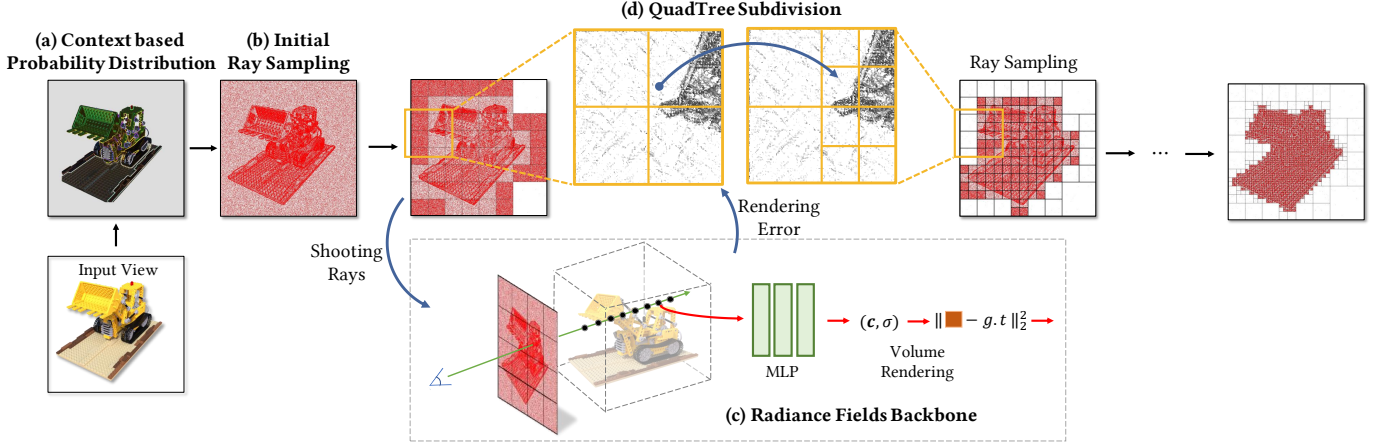 (d) QuadTree Subdivision
(a) Context based
Probability Distribution
(b) Initial
Ray Sampling
Ray Sampling
...
Input View
Shooting
Rays
Rendering
Error
MLP
(c, σ)
‖ − g.t ‖₂²
Volume
Rendering
(c) Radiance Fields Backbone